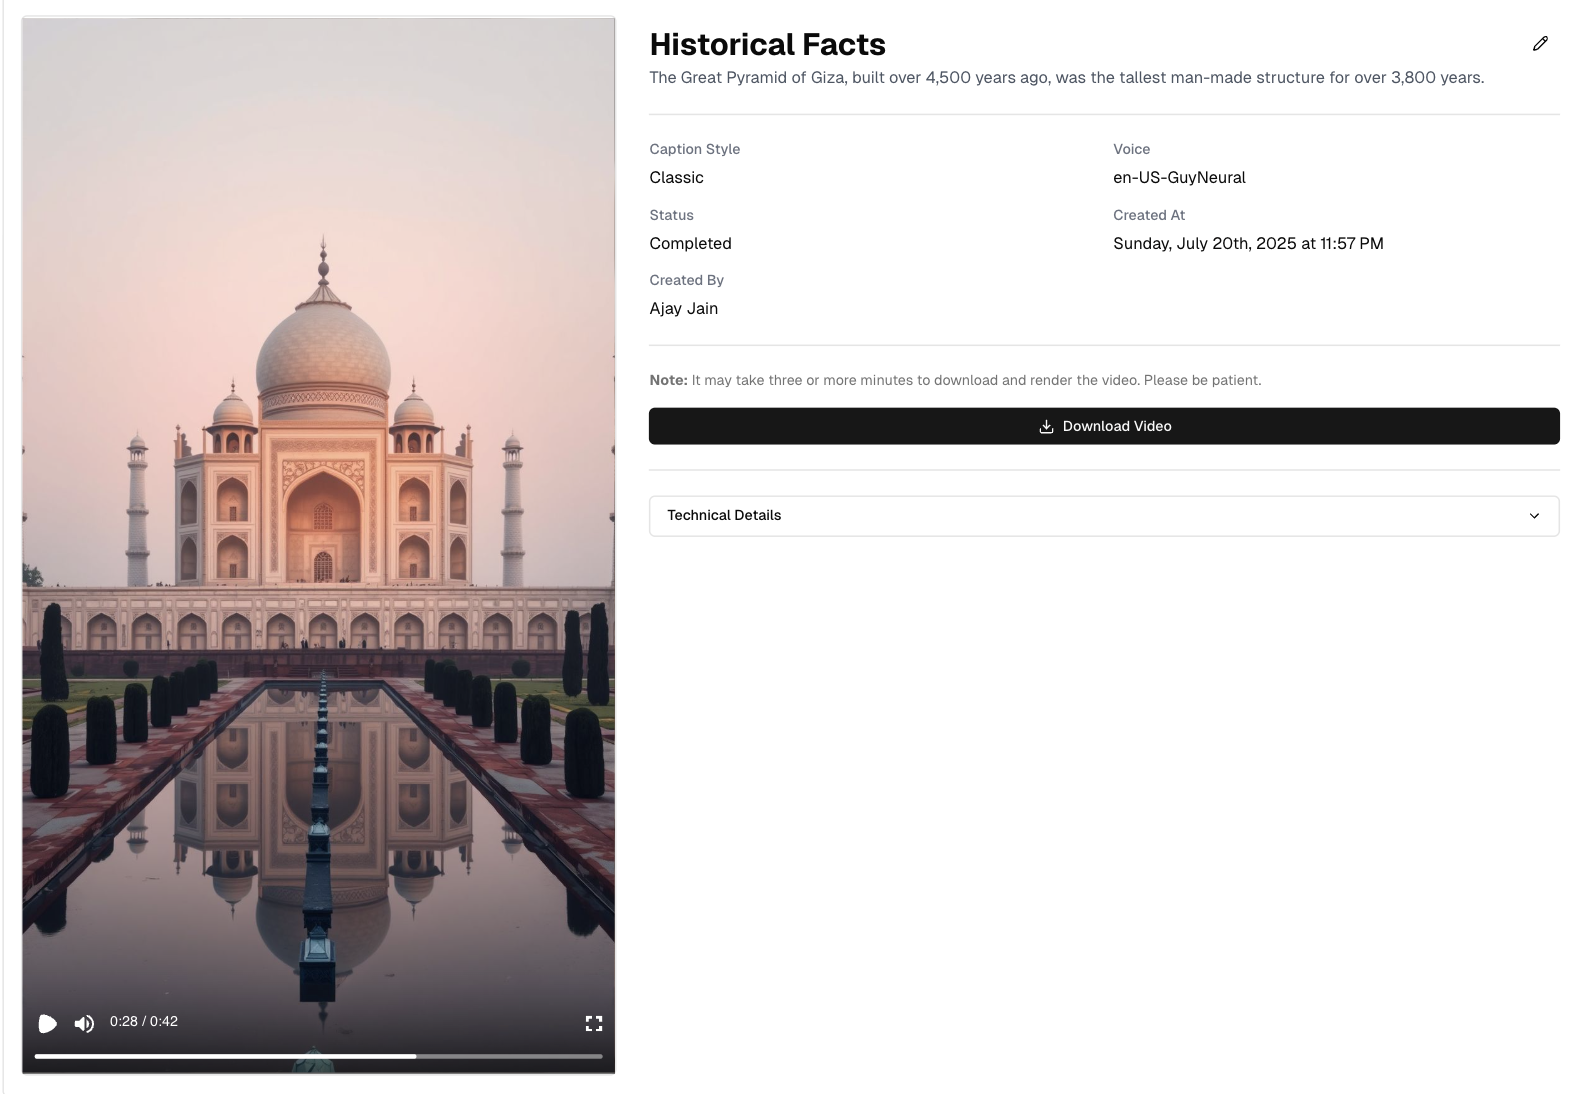 Historical Facts
The Great Pyramid of Giza, built over 4,500 years ago, was the tallest man-made structure for over 3,800 years.
Caption Style
Classic
Voice
en-US-GuyNeural
Status
Completed
Created At
Sunday, July 20th, 2025 at 11:57 PM
Created By
Ajay Jain
Note: It may take three or more minutes to download and render the video. Please be patient.
Download Video
Technical Details
0:28 / 0:42